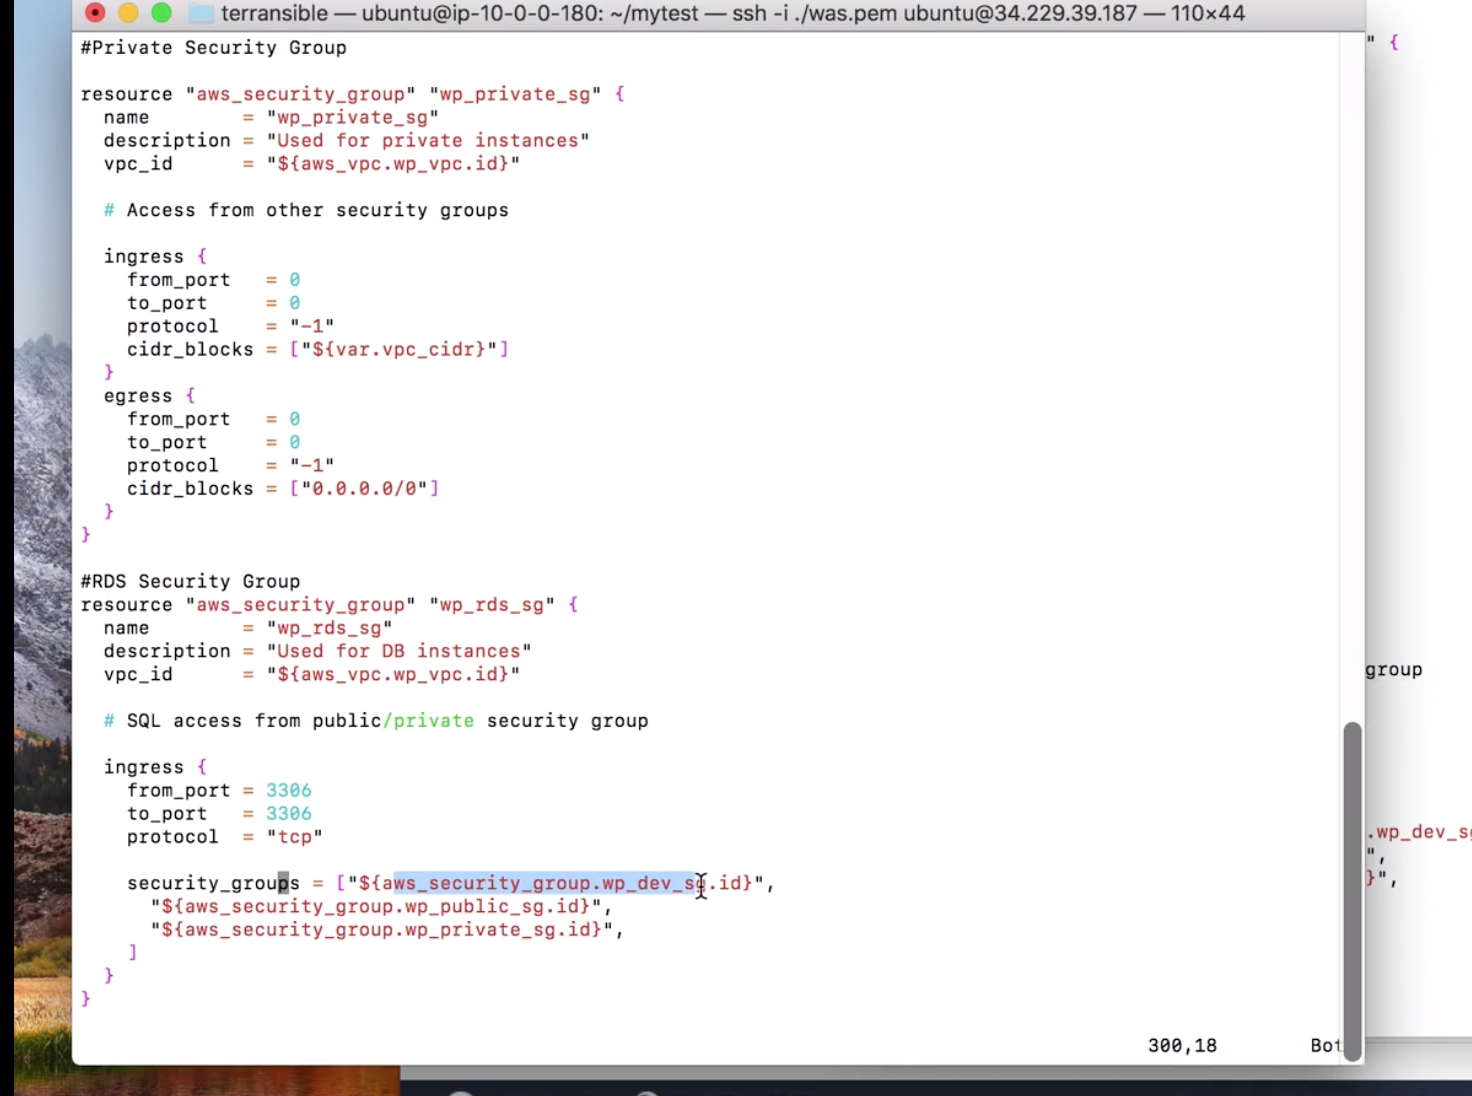 terransible — ubuntu@ip-10-0-0-180: ~/mytest — ssh -i ./was.pem ubuntu@34.229.39.187 — 110×44
#Private Security Group
resource "aws_security_group" "wp_private_sg" {
  name        = "wp_private_sg"
  description = "Used for private instances"
  vpc_id      = "${aws_vpc.wp_vpc.id}"
  # Access from other security groups
  ingress {
    from_port   = 0
    to_port     = 0
    protocol    = "-1"
    cidr_blocks = ["${var.vpc_cidr}"]
  }
  egress {
    from_port   = 0
    to_port     = 0
    protocol    = "-1"
    cidr_blocks = ["0.0.0.0/0"]
  }
}
#RDS Security Group
resource "aws_security_group" "wp_rds_sg" {
  name        = "wp_rds_sg"
  description = "Used for DB instances"
  vpc_id      = "${aws_vpc.wp_vpc.id}"
  # SQL access from public/private security group
  ingress {
    from_port = 3306
    to_port   = 3306
    protocol  = "tcp"
    security_groups = ["${aws_security_group.wp_dev_sg.id}",
      "${aws_security_group.wp_public_sg.id}",
      "${aws_security_group.wp_private_sg.id}",
    ]
  }
}
300,18 Bot
" {
group
.wp_dev_sg
",
}",